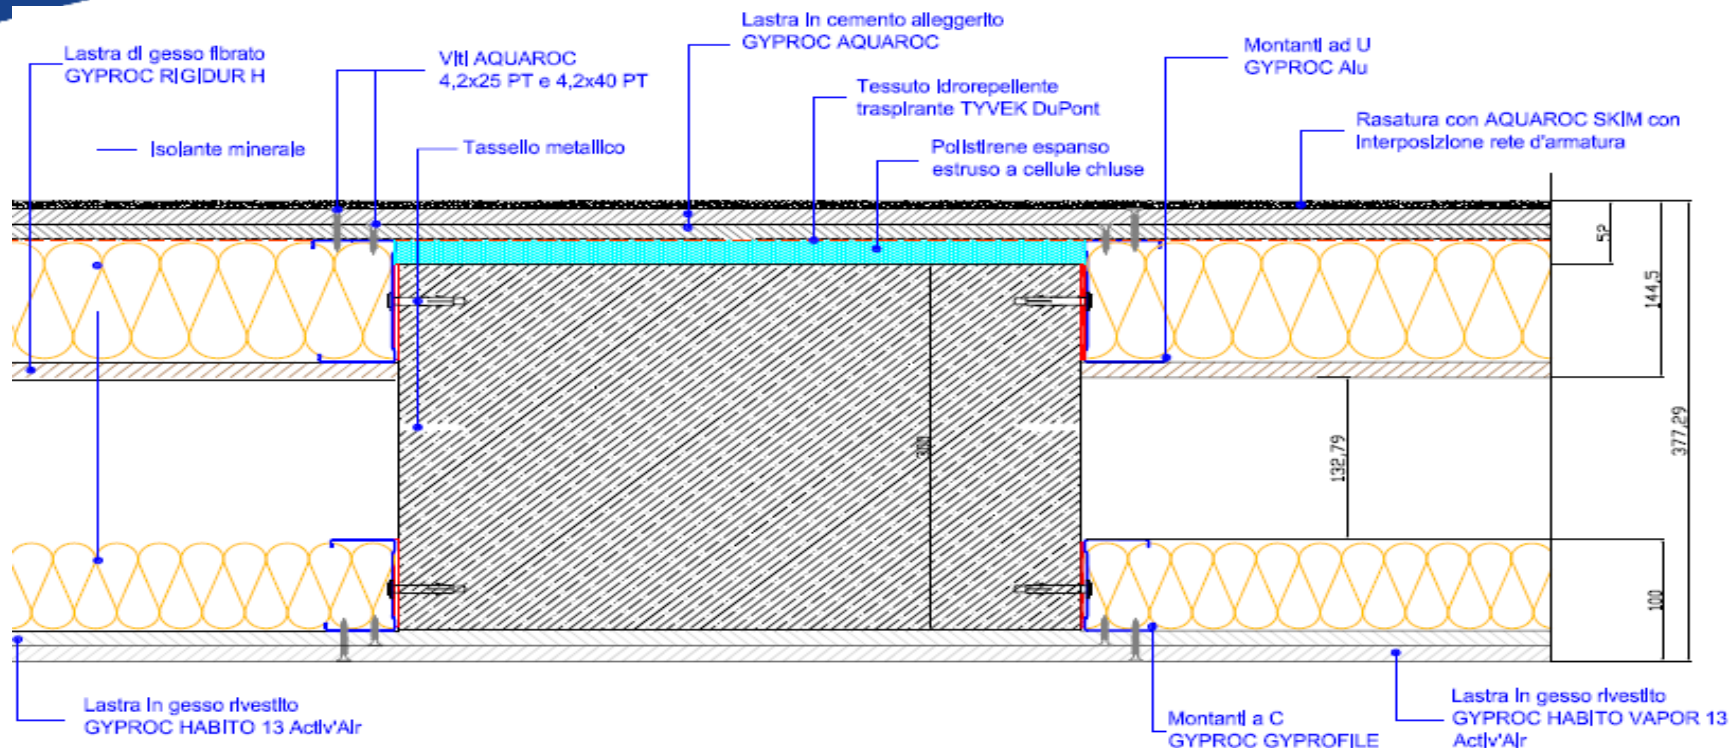 Lastra in cemento alleggerito
GYPROC AQUAROC
Lastra di gesso fibrato
GYPROC RIGIDUR H
Viti AQUAROC
4,2x25 PT e 4,2x40 PT
Montanti ad U
GYPROC Alu
Tessuto idrorepellente
traspirante TYVEK DuPont
Rasatura con AQUAROC SKIM con
interposizione rete d'armatura
Isolante minerale
Tassello metallico
Polistirene espanso
estruso a cellule chiuse
52
144,5
377,29
132,79
100
Lastra in gesso rivestito
GYPROC HABITO 13 Activ'Air
Montanti a C
GYPROC GYPROFILE
Lastra in gesso rivestito
GYPROC HABITO VAPOR 13
Activ'Air